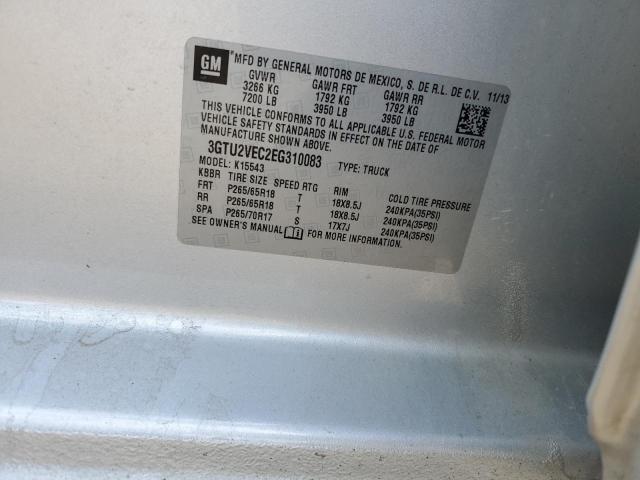 GM
*MFD BY GENERAL MOTORS DE MEXICO, S. DE R.L. DE C.V. 11/13
GVWR GAWR FRT GAWR RR
3266 KG 1792 KG 1792 KG
7200 LB 3950 LB 3950 LB
THIS VEHICLE CONFORMS TO ALL APPLICABLE U.S. FEDERAL MOTOR
VEHICLE SAFETY STANDARDS IN EFFECT ON THE DATE OF
MANUFACTURE SHOWN ABOVE.
3GTU2VEC2EG310083 TYPE: TRUCK
MODEL: K15543
KBBR TIRE SIZE SPEED RTG RIM COLD TIRE PRESSURE
FRT P265/65R18 T 18X8.5J 240KPA(35PSI)
RR P265/65R18 T 18X8.5J 240KPA(35PSI)
SPA P265/70R17 S 17X7J 240KPA(35PSI)
SEE OWNER'S MANUAL FOR MORE INFORMATION.